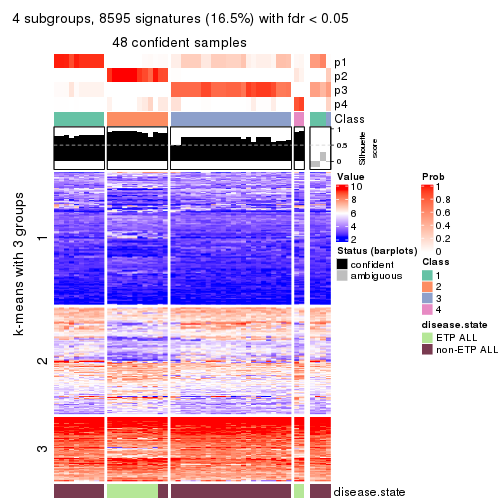 4 subgroups, 8595 signatures (16.5%) with fdr < 0.05
48 confident samples
p1
p2
p3
p4
Class
1
0.5
0
Silhouette
score
k-means with 3 groups
1
2
3
disease.state
Value
10
8
6
4
2
Status (barplots)
confident
ambiguous
Prob
1
0.8
0.6
0.4
0.2
0
Class
1
2
3
4
disease.state
ETP ALL
non-ETP ALL